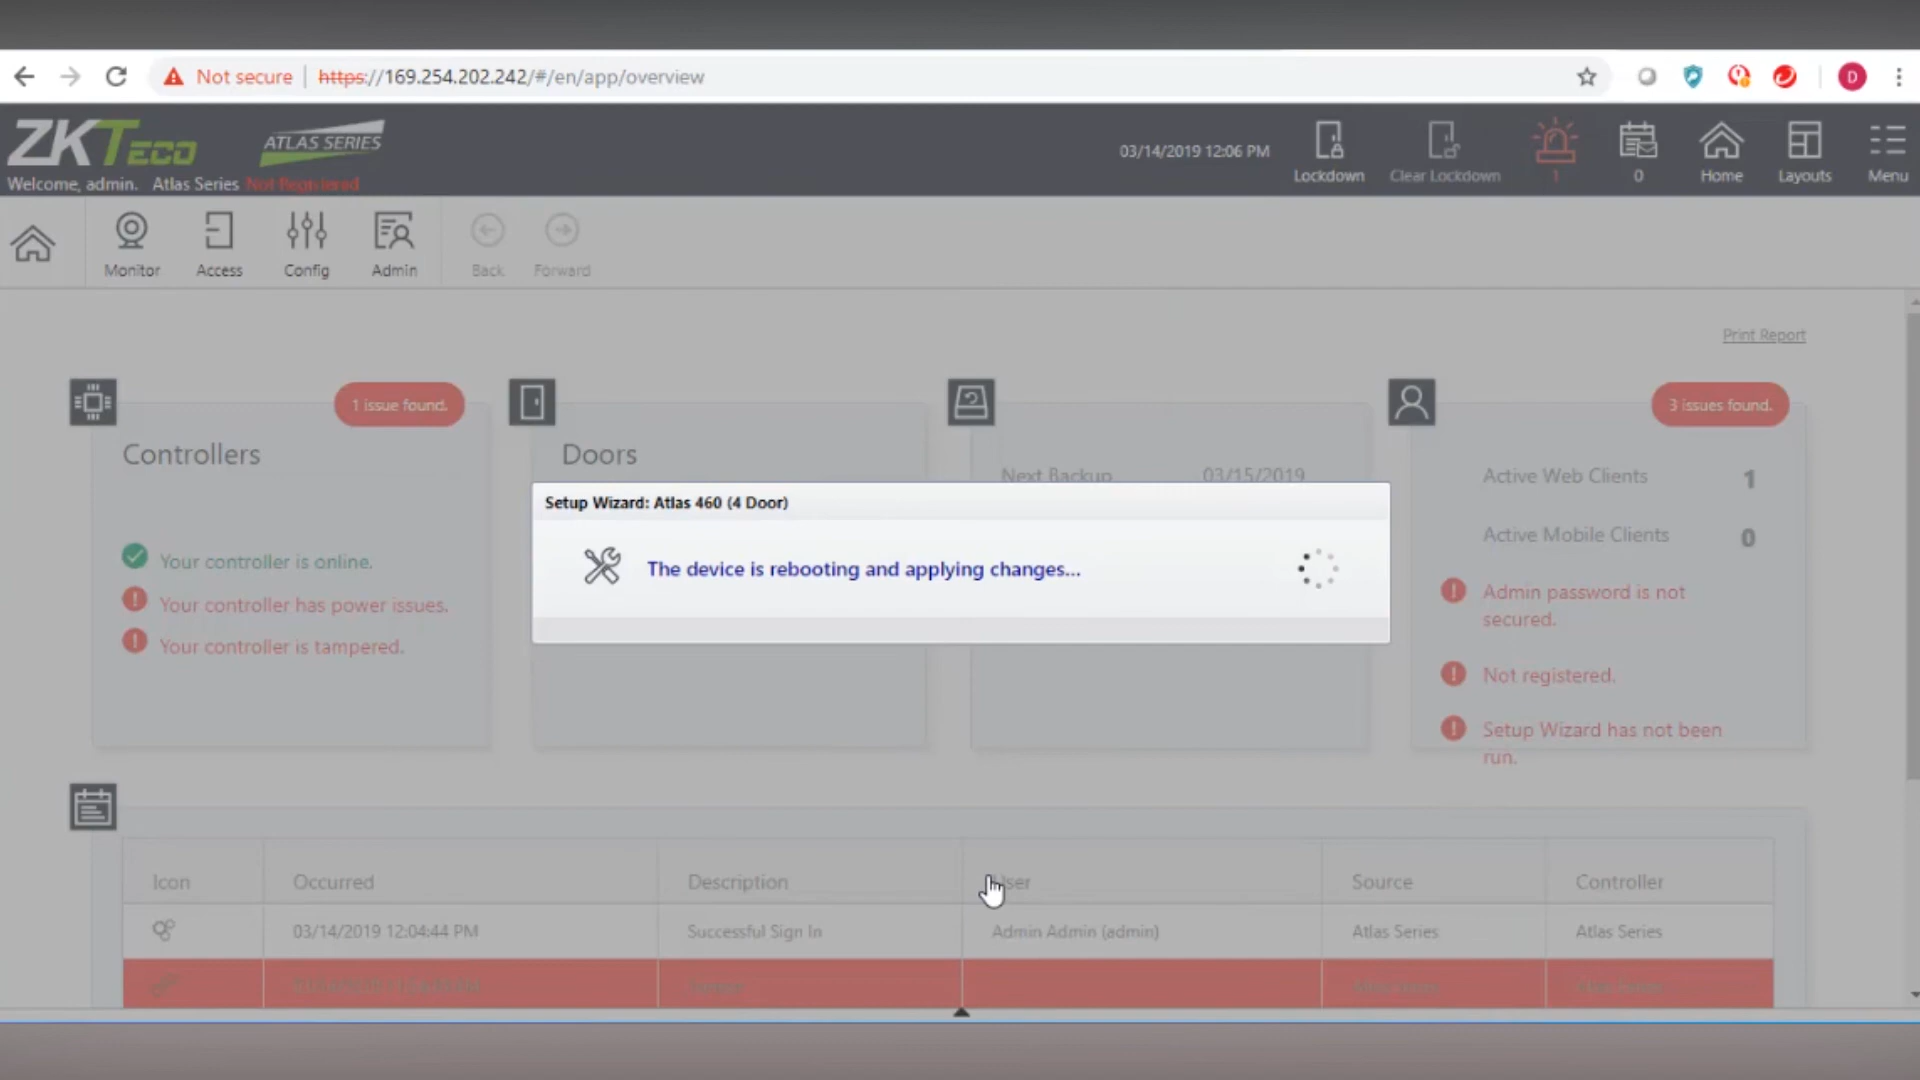 Not secure
https://169.254.202.242/#/en/app/overview
D
ZKTeco
ATLAS SERIES
Welcome, admin. Atlas Series Not Registered
03/14/2019 12:06 PM
Lockdown
Clear Lockdown
1
0
Home
Layouts
Menu
Monitor
Access
Config
Admin
Back
Forward
Print Report
1 issue found.
3 issues found.
Controllers
Doors
Next Backup 03/15/2019
Active Web Clients 1
Active Mobile Clients 0
Setup Wizard: Atlas 460 (4 Door)
The device is rebooting and applying changes...
Your controller is online.
Your controller has power issues.
Your controller is tampered.
Admin password is not
secured.
Not registered.
Setup Wizard has not been
run.
Icon Occurred Description User Source Controller
03/14/2019 12:04:44 PM Successful Sign In Admin Admin (admin) Atlas Series Atlas Series